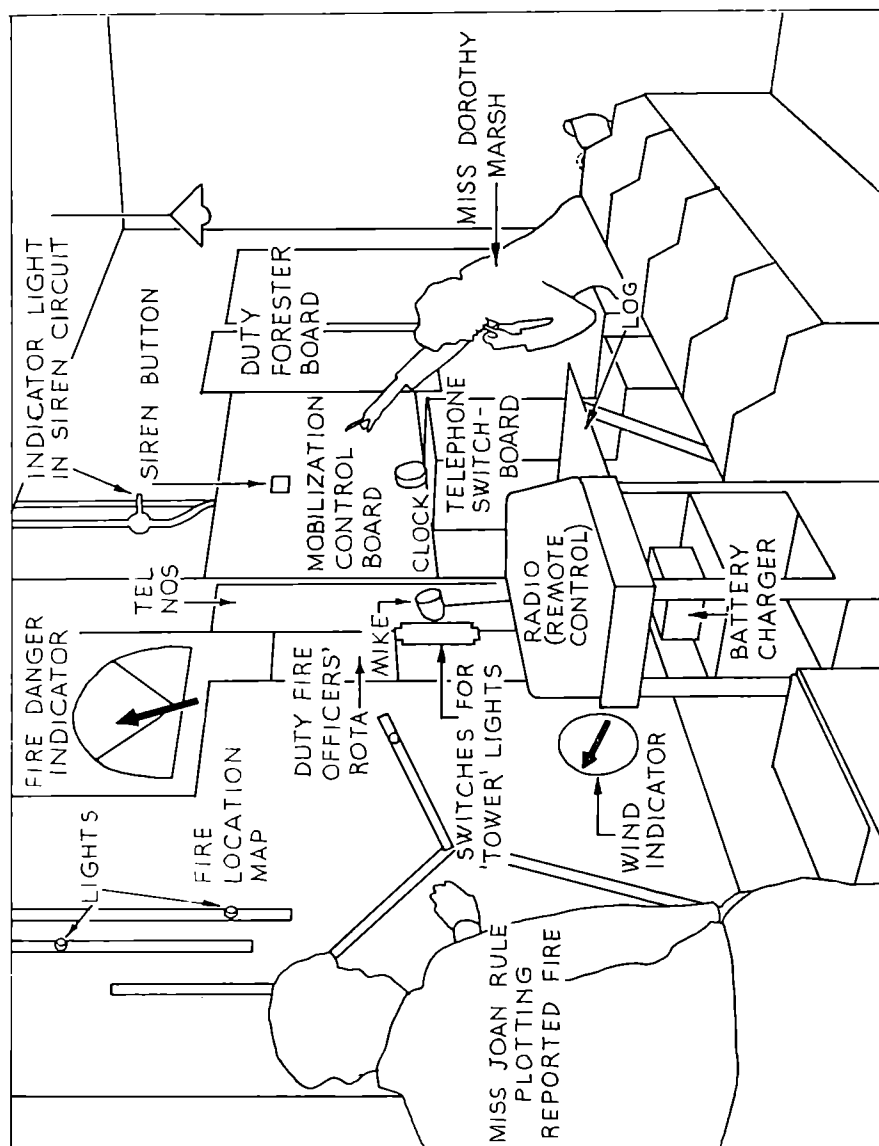 INDICATOR LIGHT
IN SIREN CIRCUIT
SIREN BUTTON
TEL
NOS
FIRE DANGER
INDICATOR
LIGHTS
FIRE
LOCATION
MAP
DUTY
FORESTER
BOARD
MOBILIZATION
CONTROL
BOARD
CLOCK
MIKE
DUTY FIRE
OFFICERS'
ROTA
MISS DOROTHY
MARSH
TELEPHONE
SWITCH-
BOARD
LOG
RADIO
(REMOTE
CONTROL)
SWITCHES FOR
'TOWER' LIGHTS
WIND
INDICATOR
BATTERY
CHARGER
MISS JOAN RULE
PLOTTING
REPORTED FIRE